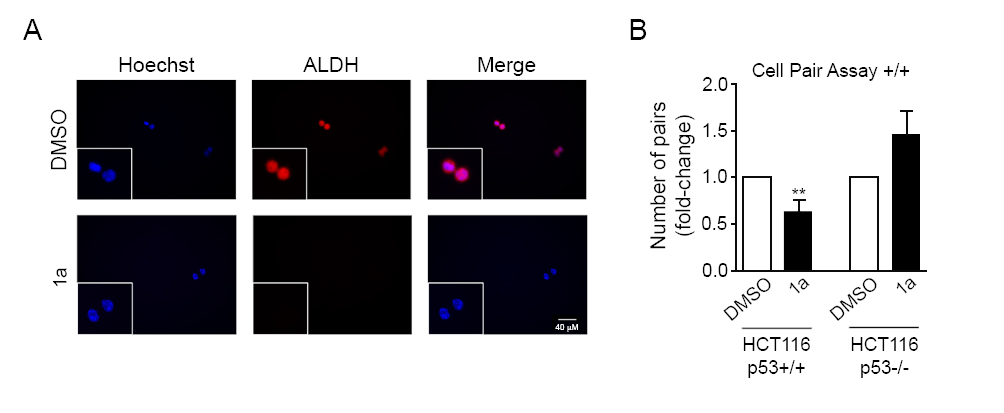 A
Hoechst
ALDH
Merge
DMSO
1a
40 µM
B
Cell Pair Assay +/+
Number of pairs
(fold-change)
2.0
1.5
1.0
0.5
0.0
**
DMSO
1a
DMSO
1a
HCT116
p53+/+
HCT116
p53-/-